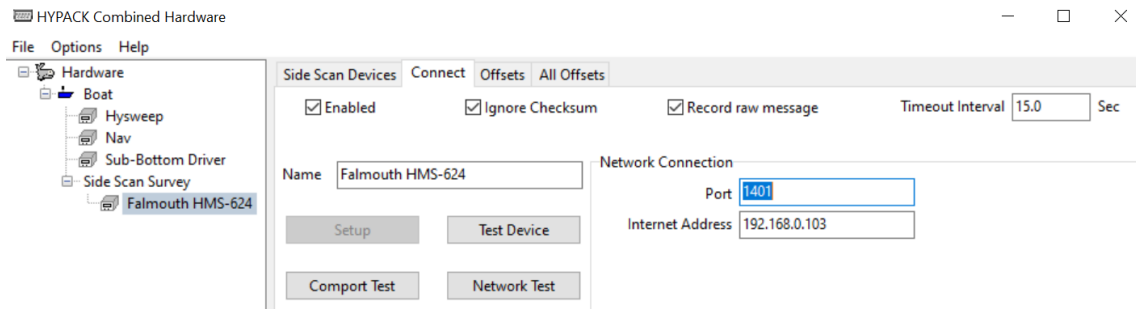 HYPACK Combined Hardware
File Options Help
Hardware
Boat
Hysweep
Nav
Sub-Bottom Driver
Side Scan Survey
Falmouth HMS-624
Side Scan Devices Connect Offsets All Offsets
Enabled Ignore Checksum Record raw message Timeout Interval 15.0 Sec
Name Falmouth HMS-624
Setup Test Device
Comport Test Network Test
Network Connection
Port 1401
Internet Address 192.168.0.103